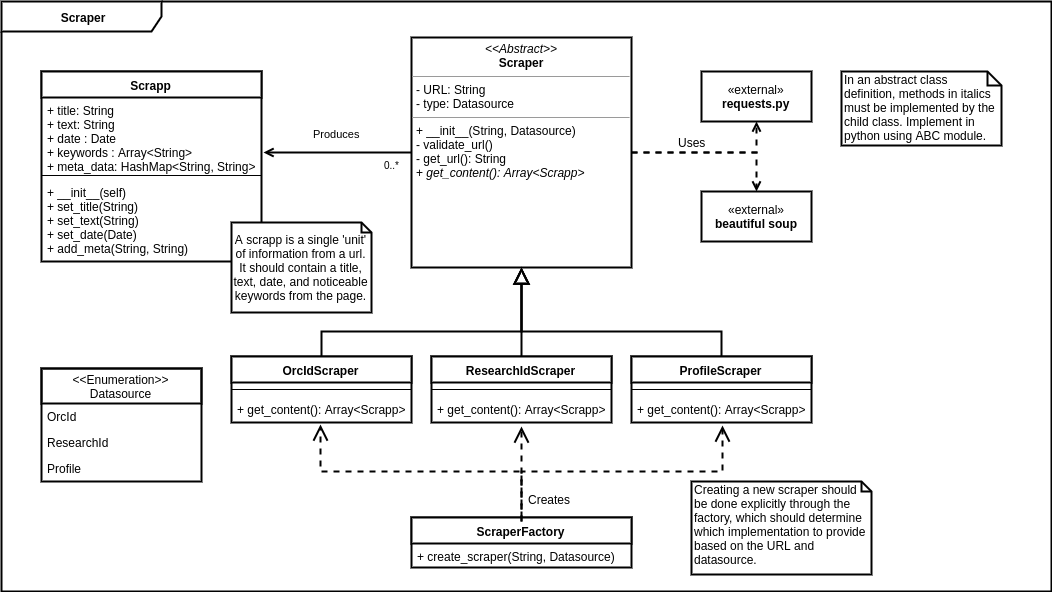 Scraper
Scrapp
+ title: String
+ text: String
+ date : Date
+ keywords : Array<String>
+ meta_data: HashMap<String, String>
+ __init__(self)
+ set_title(String)
+ set_text(String)
+ set_date(Date)
+ add_meta(String, String)
A scrapp is a single 'unit'
of information from a url.
It should contain a title,
text, date, and noticeable
keywords from the page.
Produces
0..*
<<Abstract>>
Scraper
- URL: String
- type: Datasource
+ __init__(String, Datasource)
- validate_url()
- get_url(): String
+ get_content(): Array<Scrapp>
Uses
«external»
requests.py
«external»
beautiful soup
In an abstract class
definition, methods in italics
must be implemented by the
child class. Implement in
python using ABC module.
OrcIdScraper
+ get_content(): Array<Scrapp>
ResearchIdScraper
+ get_content(): Array<Scrapp>
ProfileScraper
+ get_content(): Array<Scrapp>
<<Enumeration>>
Datasource
OrcId
ResearchId
Profile
Creates
ScraperFactory
+ create_scraper(String, Datasource)
Creating a new scraper should
be done explicitly through the
factory, which should determine
which implementation to provide
based on the URL and
datasource.